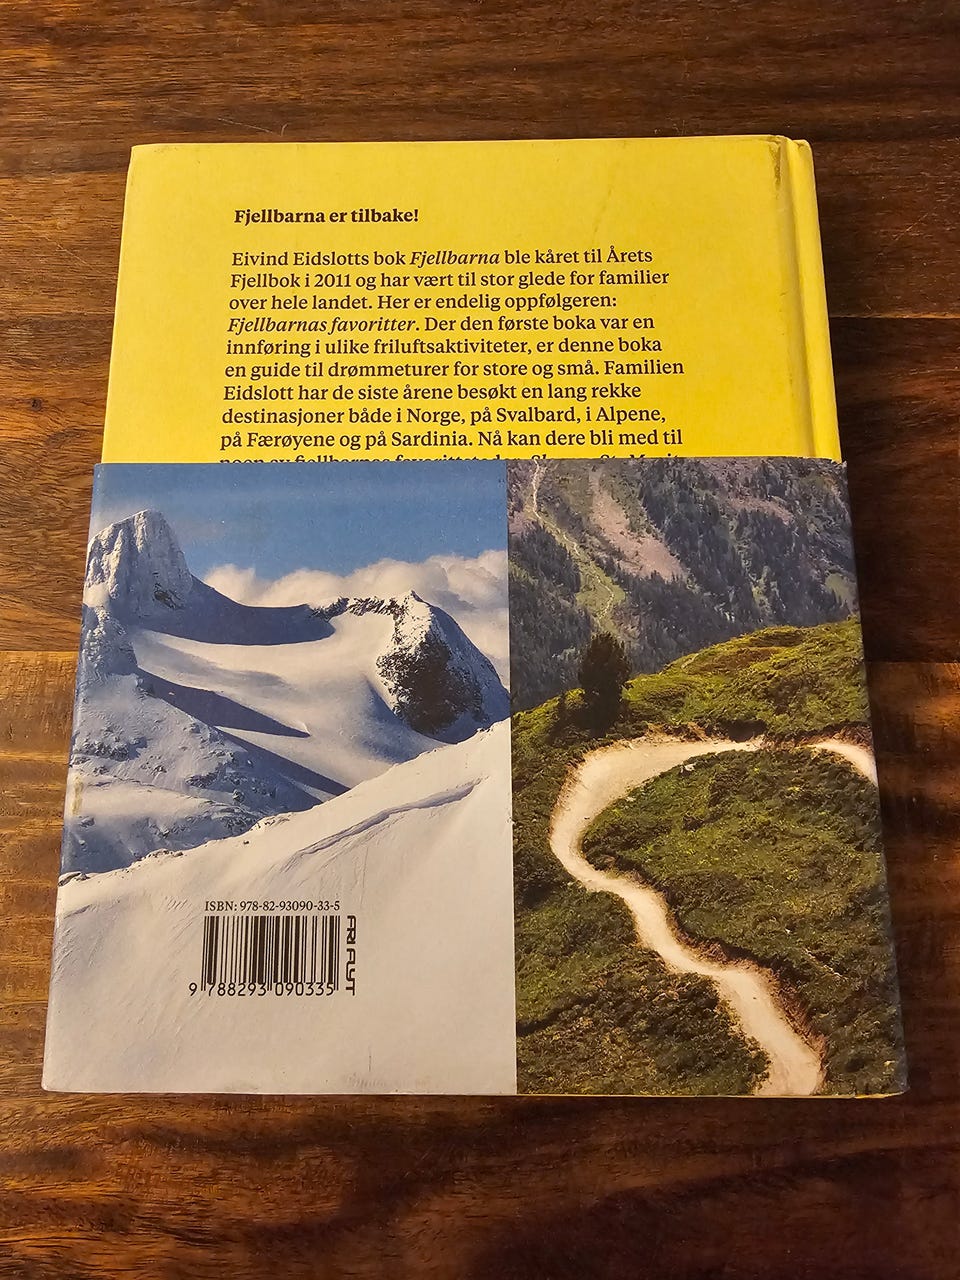 Fjellbarna er tilbake!
Eivind Eidslotts bok Fjellbarna ble kåret til Årets
Fjellbok i 2011 og har vært til stor glede for familier
over hele landet. Her er endelig oppfølgeren:
Fjellbarnas favoritter. Der den første boka var en
innføring i ulike friluftsaktiviteter, er denne boka
en guide til drømmeturer for store og små. Familien
Eidslott har de siste årene besøkt en lang rekke
destinasjoner både i Norge, på Svalbard, i Alpene,
på Færøyene og på Sardinia. Nå kan dere bli med til
ISBN: 978-82-93090-33-5
9 788293 090335
FRI FLYT